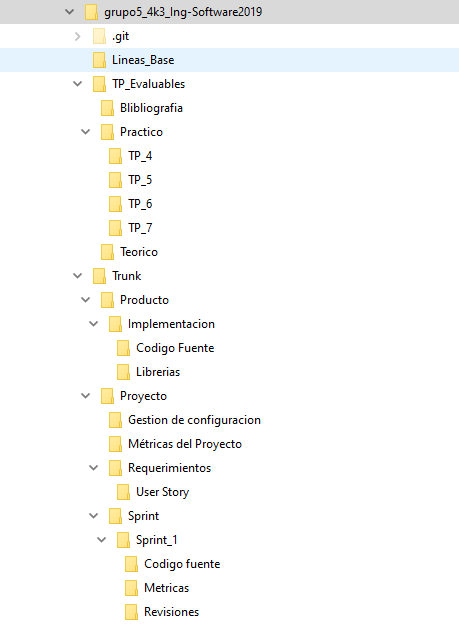 grupo5_4k3_Ing-Software2019
.git
Lineas_Base
TP_Evaluables
Blibliografia
Practico
TP_4
TP_5
TP_6
TP_7
Teorico
Trunk
Producto
Implementacion
Codigo Fuente
Librerias
Proyecto
Gestion de configuracion
Métricas del Proyecto
Requerimientos
User Story
Sprint
Sprint_1
Codigo fuente
Metricas
Revisiones